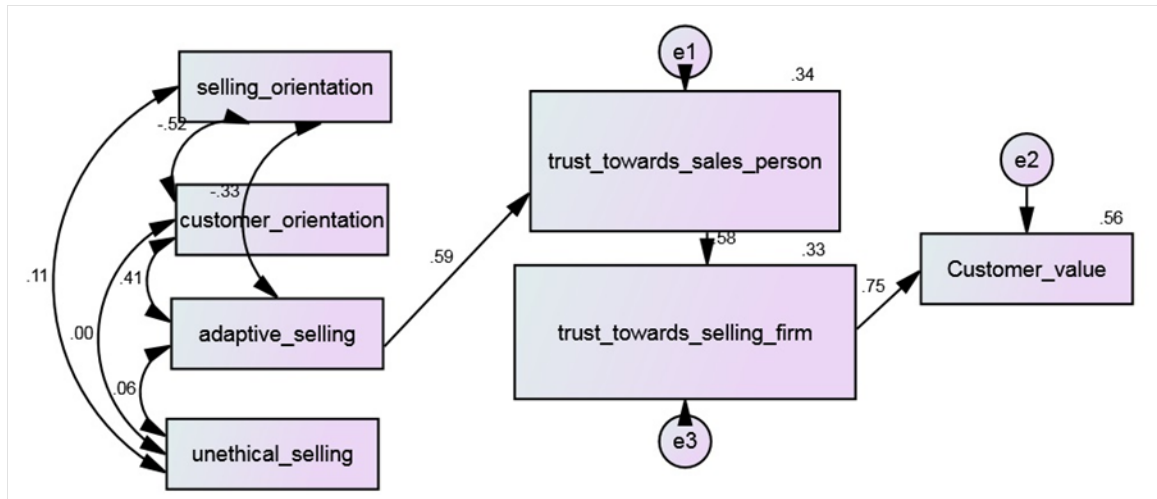 e1
.34
selling_orientation
-.52
trust_towards_sales_person
e2
-.33
customer_orientation
.56
.58
.59
.33
Customer_value
.11
.41
.75
.00
adaptive_selling
trust_towards_selling_firm
.06
e3
unethical_selling